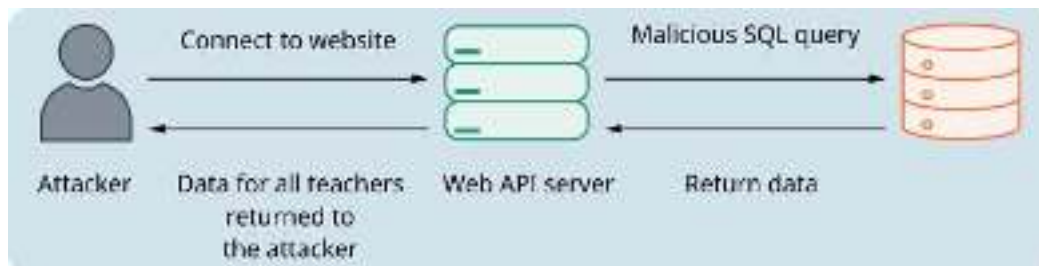 Connect to website
Malicious SQL query
Attacker
Data for all teachers
returned to
the attacker
Web API server
Return data